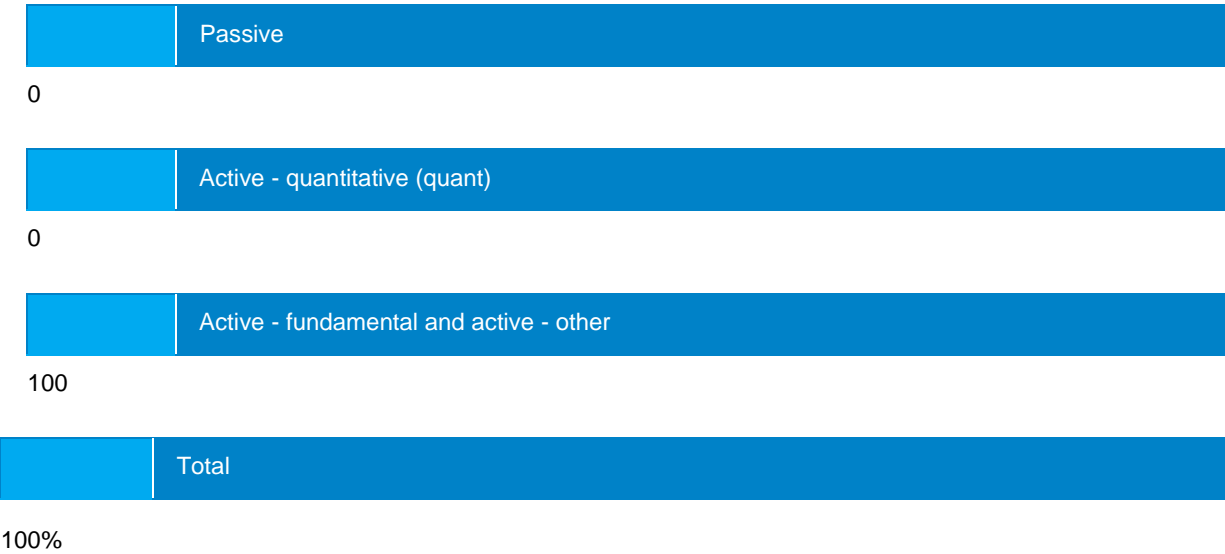 Passive
0
Active - quantitative (quant)
0
Active - fundamental and active - other
100
Total
100%